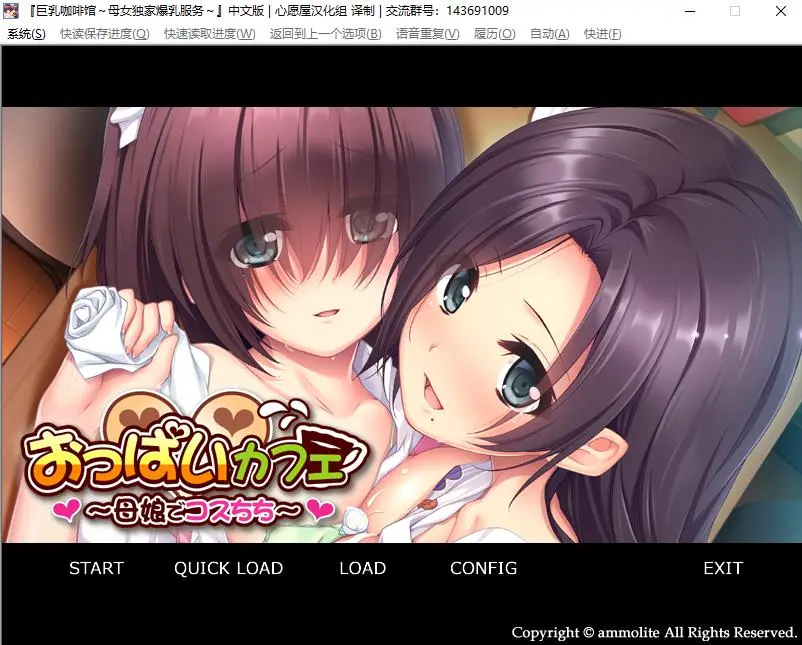 『巨乳咖啡馆～母女独家爆乳服务～』中文版 | 心愿屋汉化组 译制 | 交流群号：143691009
系统(S) 快读保存进度(Q) 快速读取进度(W) 返回到上一个选项(B) 语音重复(V) 履历(O) 自动(A) 快进(F)
おっぱいカフェ
～母娘でコスちち～
START QUICK LOAD LOAD CONFIG EXIT
Copyright © ammolite All Rights Reserved.